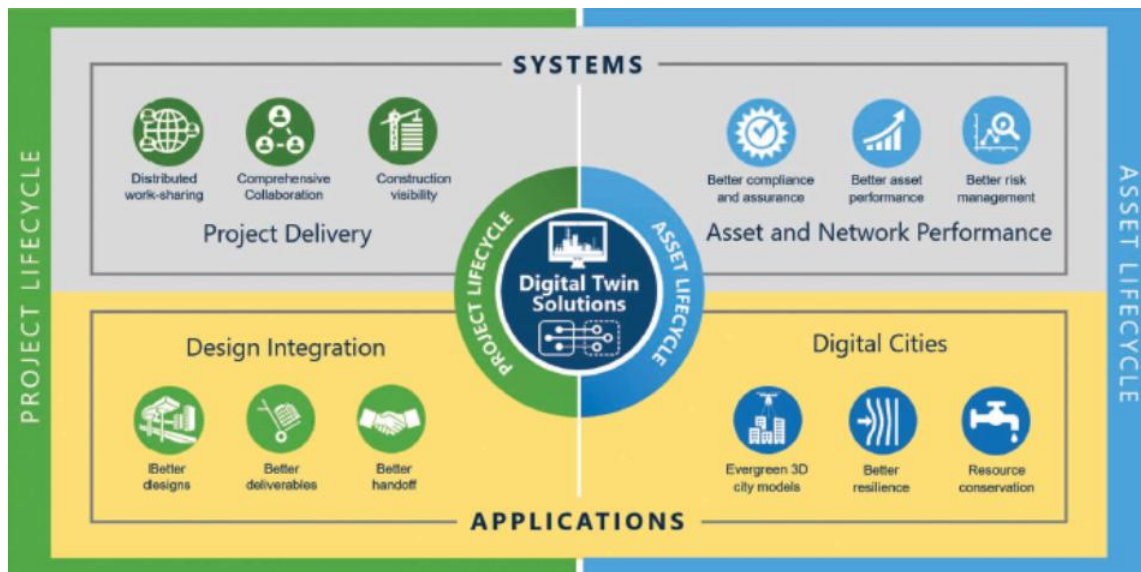 PROJECT LIFECYCLE
SYSTEMS
Distributed
work-sharing
Comprehensive
Collaboration
Construction
visibility
Project Delivery
Better compliance
and assurance
Better asset
performance
Better risk
management
Asset and Network Performance
PROJECT LIFECYCLE
Digital Twin
Solutions
ASSET LIFECYCLE
Design Integration
lBetter
designs
Better
deliverables
Better
handoff
Digital Cities
Evergreen 3D
city models
Better
resilience
Resource
conservation
APPLICATIONS
ASSET LIFECYCLE